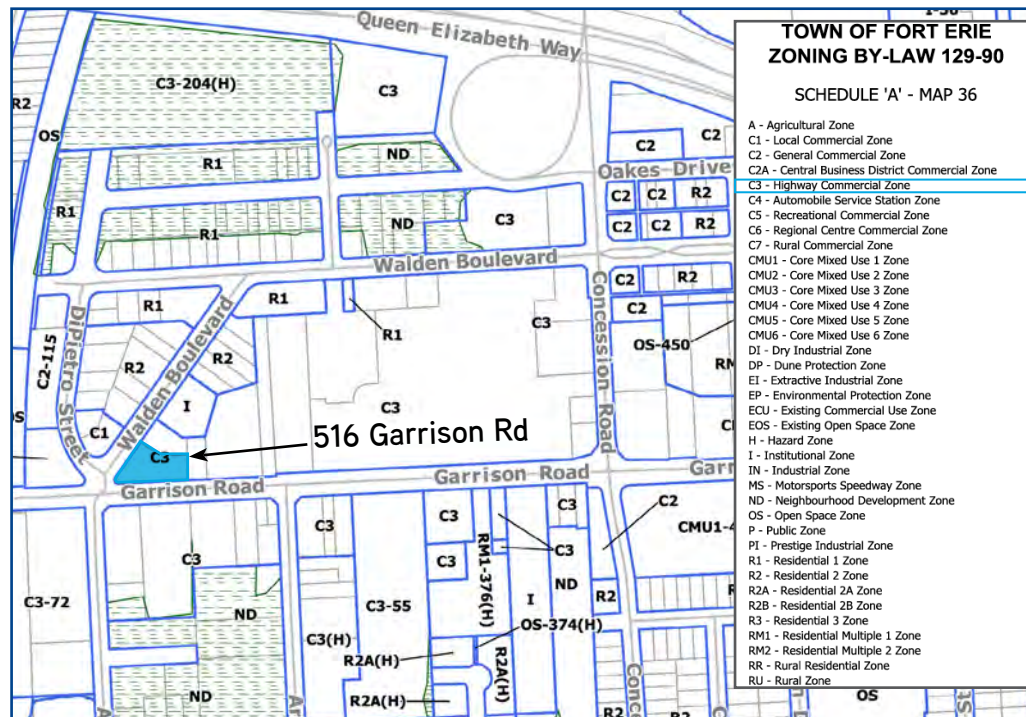 Queen Elizabeth Way
C3-204(H)
C3
R2
OS
R1
ND
C2
C2
Oakes Drive
R1
C2
C2
R2
R1
ND
C3
C2
C2
R2
Walden Boulevard
C2
R2
R1
R1
C2
R1
C3
Concession Road
OS-450
C2-115
Dipietro Street
R2
Walden Boulevard
R2
I
C3
C1
516 Garrison Rd
C3
Garrison Road
Garrison Road
C3
C3
C2
C3
RM1-376(H)
C3
CMU1-4
C3
ND
C3-72
C3-55
I
R2
ND
C3(H)
OS-374(H)
R2A(H)
R2A(H)
R2A(H)
ND
R2
R2
OS
TOWN OF FORT ERIE
ZONING BY-LAW 129-90
SCHEDULE 'A' - MAP 36
A - Agricultural Zone
C1 - Local Commercial Zone
C2 - General Commercial Zone
C2A - Central Business District Commercial Zone
C3 - Highway Commercial Zone
C4 - Automobile Service Station Zone
C5 - Recreational Commercial Zone
C6 - Regional Centre Commercial Zone
C7 - Rural Commercial Zone
CMU1 - Core Mixed Use 1 Zone
CMU2 - Core Mixed Use 2 Zone
CMU3 - Core Mixed Use 3 Zone
CMU4 - Core Mixed Use 4 Zone
CMU5 - Core Mixed Use 5 Zone
CMU6 - Core Mixed Use 6 Zone
DI - Dry Industrial Zone
DP - Dune Protection Zone
EI - Extractive Industrial Zone
EP - Environmental Protection Zone
ECU - Existing Commercial Use Zone
EOS - Existing Open Space Zone
H - Hazard Zone
I - Institutional Zone
IN - Industrial Zone
MS - Motorsports Speedway Zone
ND - Neighbourhood Development Zone
OS - Open Space Zone
P - Public Zone
PI - Prestige Industrial Zone
R1 - Residential 1 Zone
R2 - Residential 2 Zone
R2A - Residential 2A Zone
R2B - Residential 2B Zone
R3 - Residential 3 Zone
RM1 - Residential Multiple 1 Zone
RM2 - Residential Multiple 2 Zone
RR - Rural Residential Zone
RU - Rural Zone